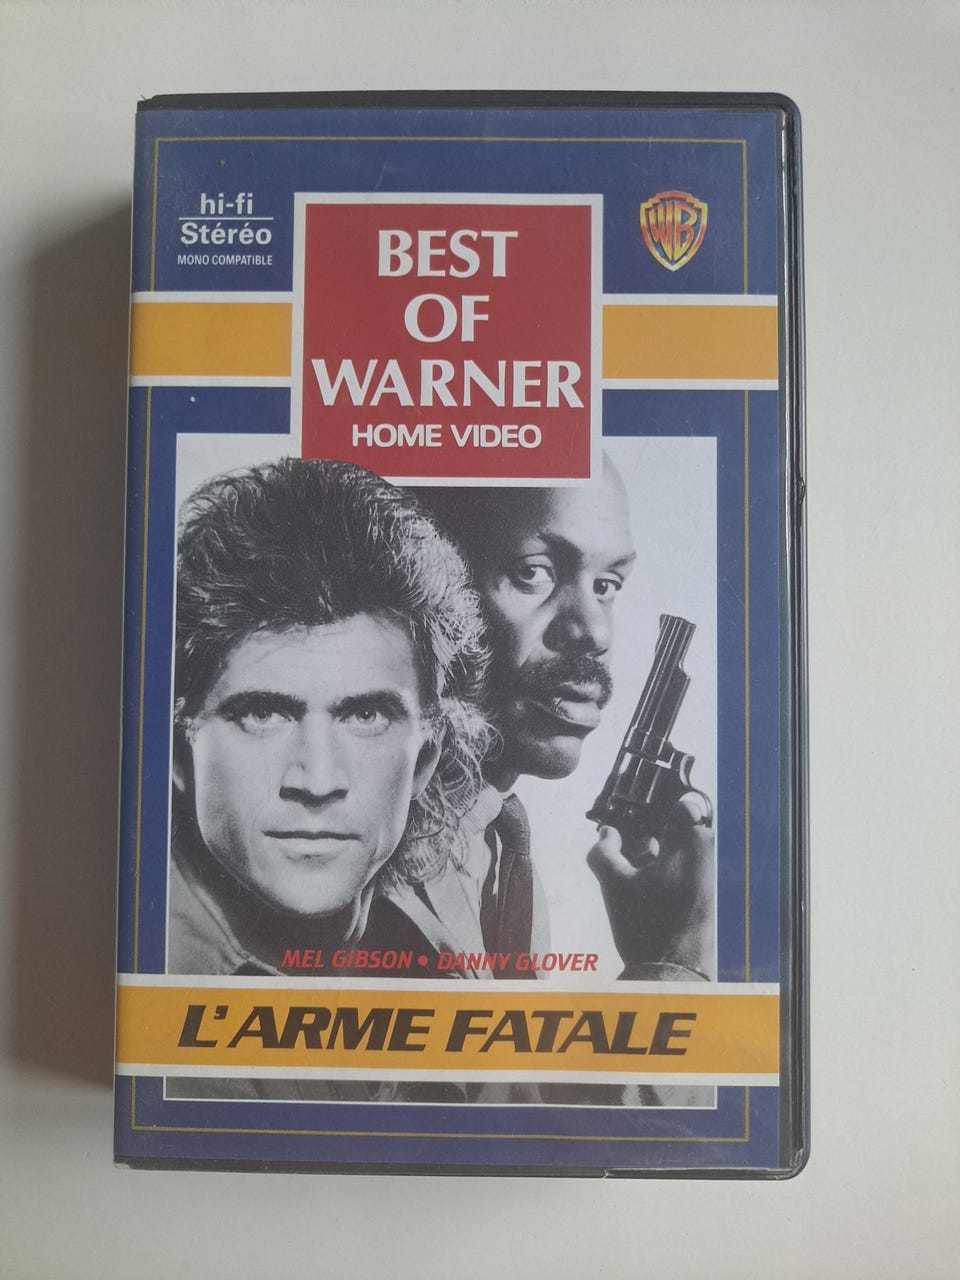 hi-fi
Stéréo
MONO COMPATIBLE
BEST
OF
WARNER
HOME VIDEO
WB
MEL GIBSON • DANNY GLOVER
L'ARME FATALE